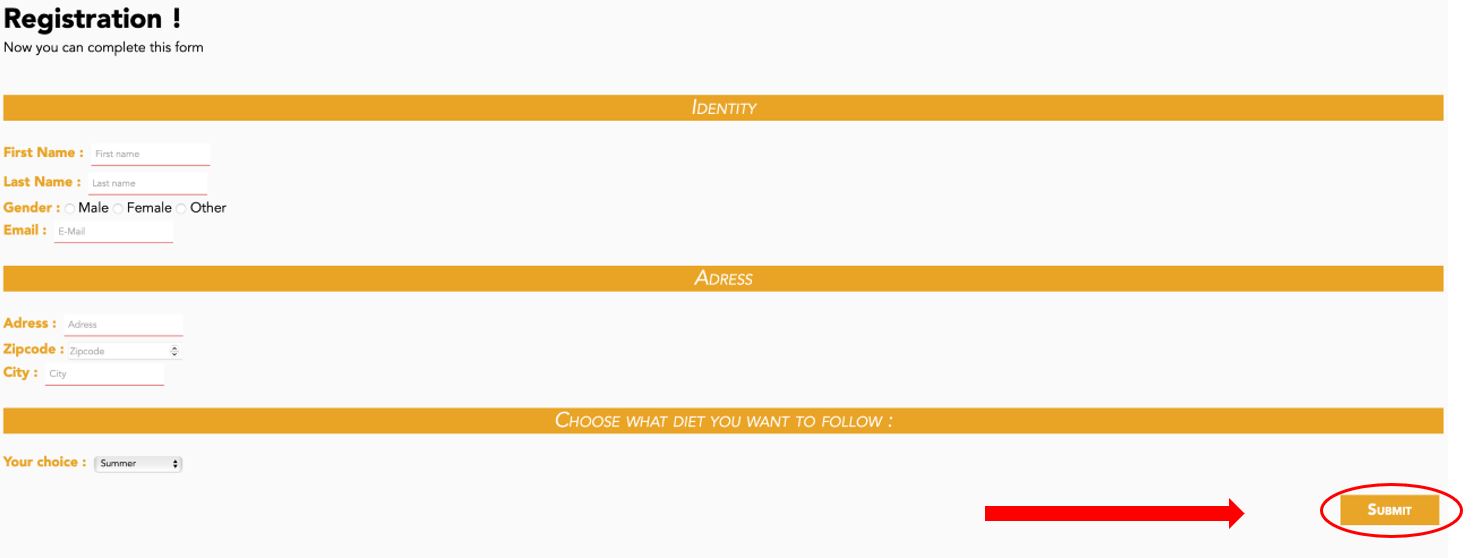 Registration !
Now you can complete this form
IDENTITY
First Name : First name
Last Name : Last name
Gender : Male Female Other
Email : E-Mail
ADRESS
Adress : Adress
Zipcode : Zipcode
City : City
CHOOSE WHAT DIET YOU WANT TO FOLLOW :
Your choice : Summer
SUBMIT